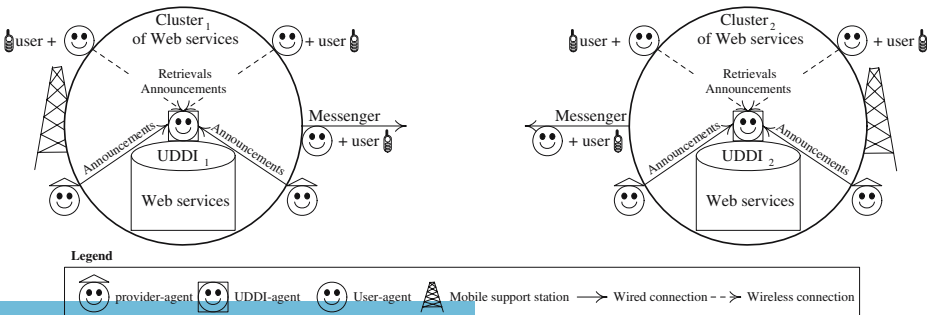 Cluster 1
of Web services
user +
+ user
Retrievals
Announcements
Announcements
Announcements
UDDI 1
Web services
Messenger
+ user
Cluster 2
of Web services
user +
+ user
Retrievals
Announcements
Announcements
Announcements
UDDI 2
Web services
Messenger
+ user
Legend
provider-agent UDDI-agent User-agent Mobile support station Wired connection Wireless connection